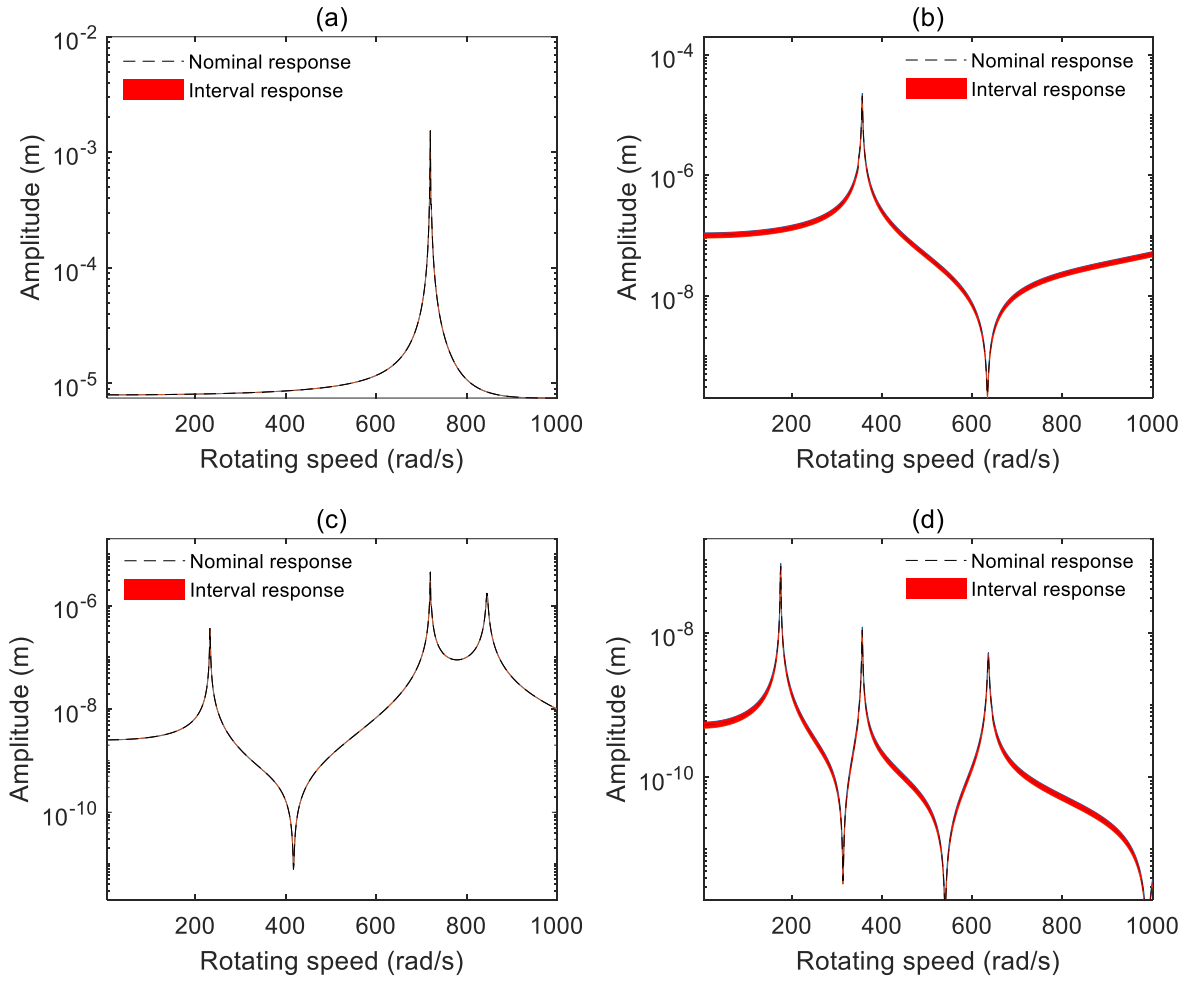 (a)
Nominal response
Interval response
10^-2
10^-3
10^-4
10^-5
Amplitude (m)
200 400 600 800 1000
Rotating speed (rad/s)
(b)
Nominal response
Interval response
10^-4
10^-6
10^-8
Amplitude (m)
200 400 600 800 1000
Rotating speed (rad/s)
(c)
Nominal response
Interval response
10^-6
10^-8
10^-10
Amplitude (m)
200 400 600 800 1000
Rotating speed (rad/s)
(d)
Nominal response
Interval response
10^-8
10^-10
Amplitude (m)
200 400 600 800 1000
Rotating speed (rad/s)